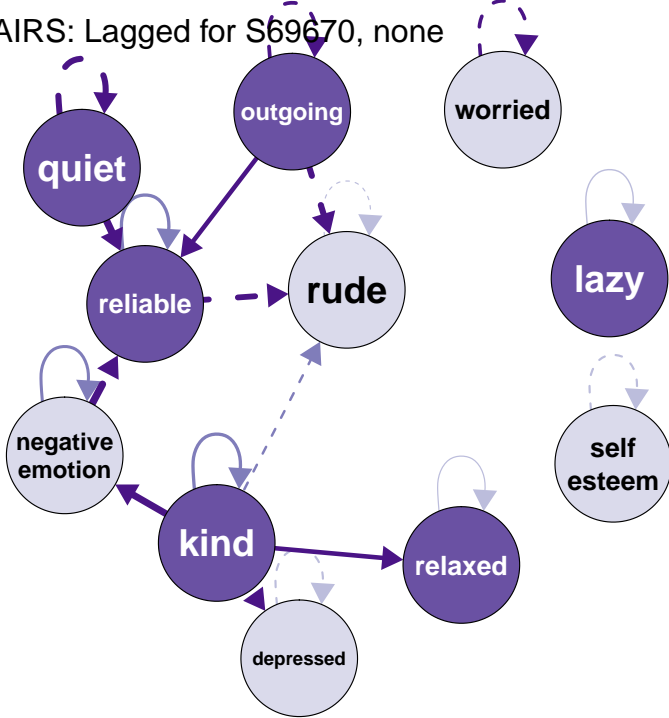 AIRS: Lagged for S69670, none
outgoing
worried
quiet
lazy
reliable
rude
negative
emotion
self
esteem
kind
relaxed
depressed